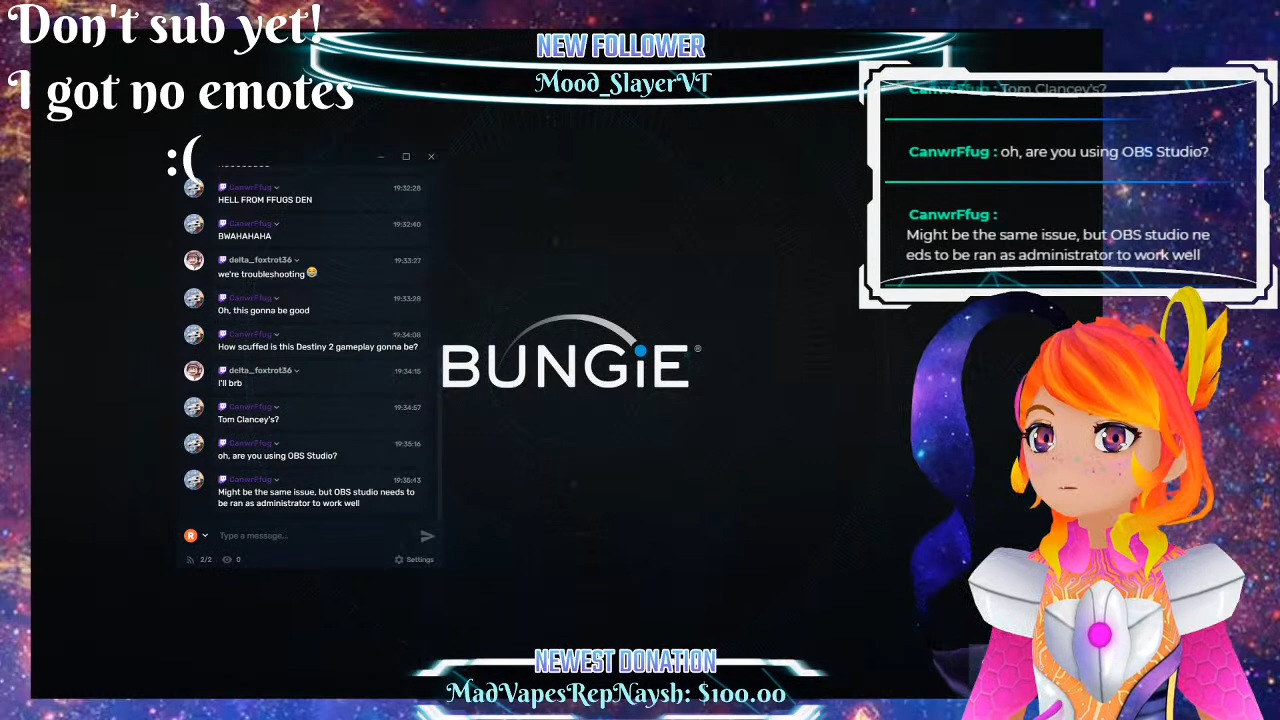 Don't sub yet!
I got no emotes
:(
NEW FOLLOWER
Mood_SlayerVT
CanwrFfug : Tom Clancey's?
CanwrFfug : oh, are you using OBS Studio?
CanwrFfug :
Might be the same issue, but OBS studio ne
eds to be ran as administrator to work well
CanwrFfug 19:32:28
HELL FROM FFUGS DEN
CanwrFfug 19:32:40
BWAHAHAHA
delta_foxtrot36 19:33:27
we're troubleshooting 😂
CanwrFfug 19:33:28
Oh, this gonna be good
CanwrFfug 19:34:08
How scuffed is this Destiny 2 gameplay gonna be?
delta_foxtrot36 19:34:15
I'll brb
CanwrFfug 19:34:57
Tom Clancey's?
CanwrFfug 19:35:16
oh, are you using OBS Studio?
CanwrFfug 19:35:43
Might be the same issue, but OBS studio needs to
be ran as administrator to work well
R Type a message...
2/2 0 Settings
BUNGiE®
NEWEST DONATION
MadVapesRepNaysh: $100.00